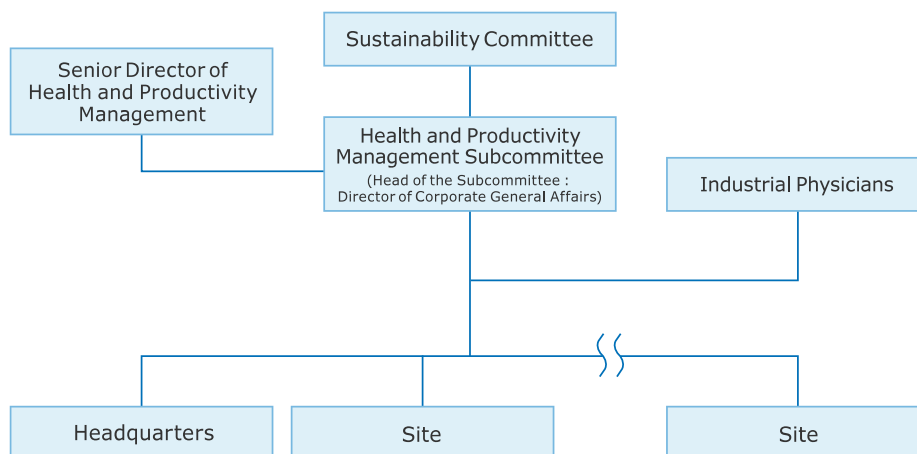 Sustainability Committee
Senior Director of
Health and Productivity
Management
Health and Productivity
Management Subcommittee
(Head of the Subcommittee :
Director of Corporate General Affairs)
Industrial Physicians
Headquarters
Site
Site